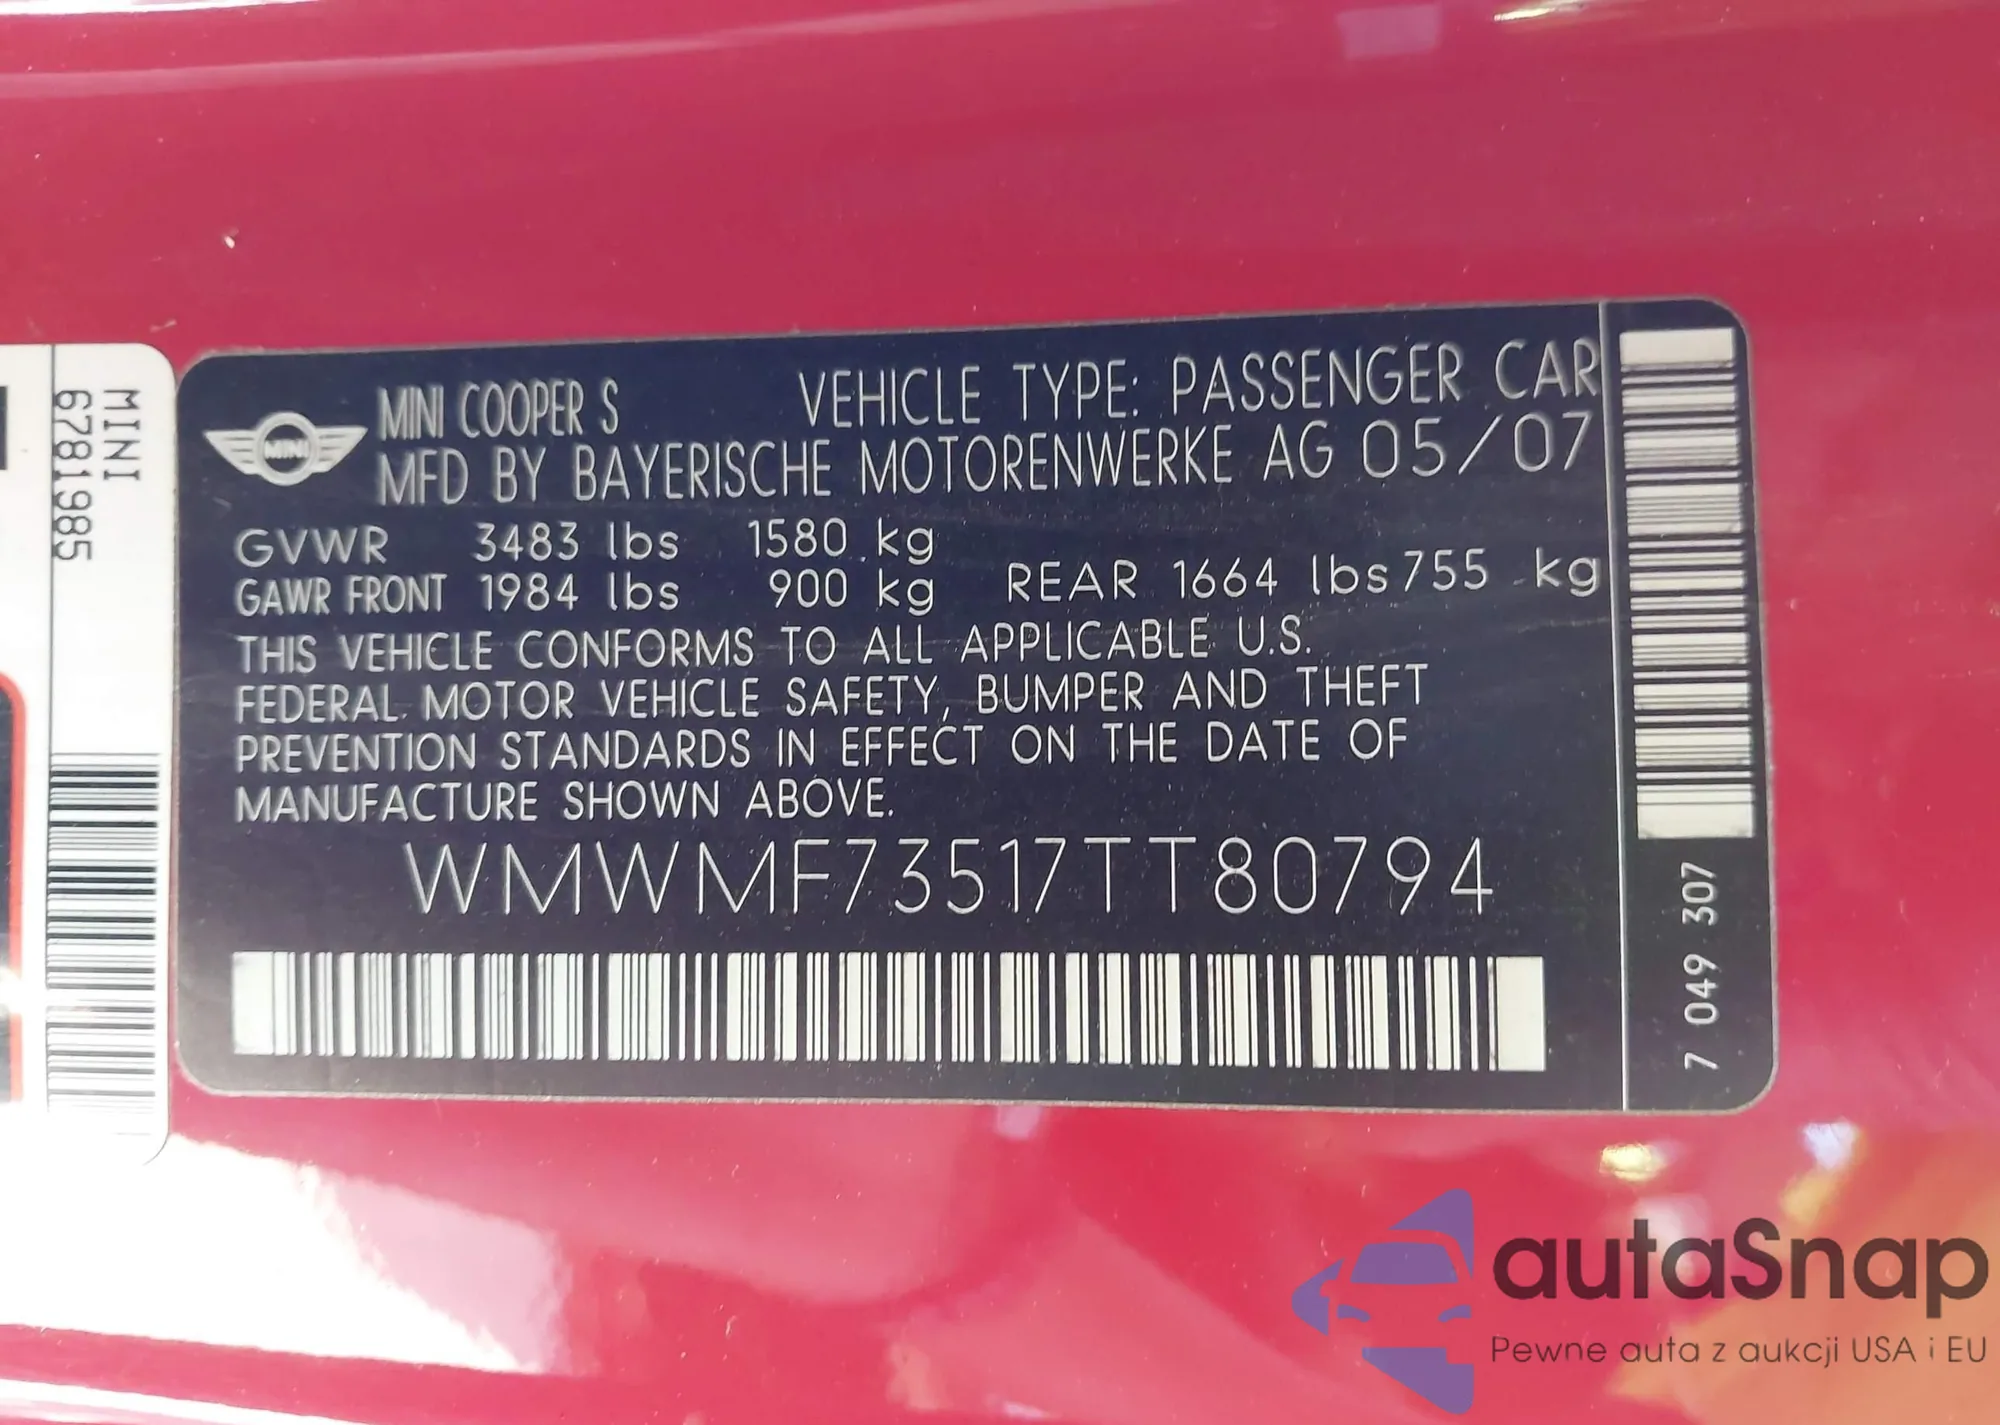 MINI
6781985
MINI
MINI COOPER S VEHICLE TYPE: PASSENGER CAR
MFD BY BAYERISCHE MOTORENWERKE AG 05/07
GVWR 3483 lbs 1580 kg
GAWR FRONT 1984 lbs 900 kg REAR 1664 lbs 755 kg
THIS VEHICLE CONFORMS TO ALL APPLICABLE U.S.
FEDERAL MOTOR VEHICLE SAFETY, BUMPER AND THEFT
PREVENTION STANDARDS IN EFFECT ON THE DATE OF
MANUFACTURE SHOWN ABOVE.
WMWMF73517TT80794
7 049 307
autaSnap
Pewne auta z aukcji USA i EU